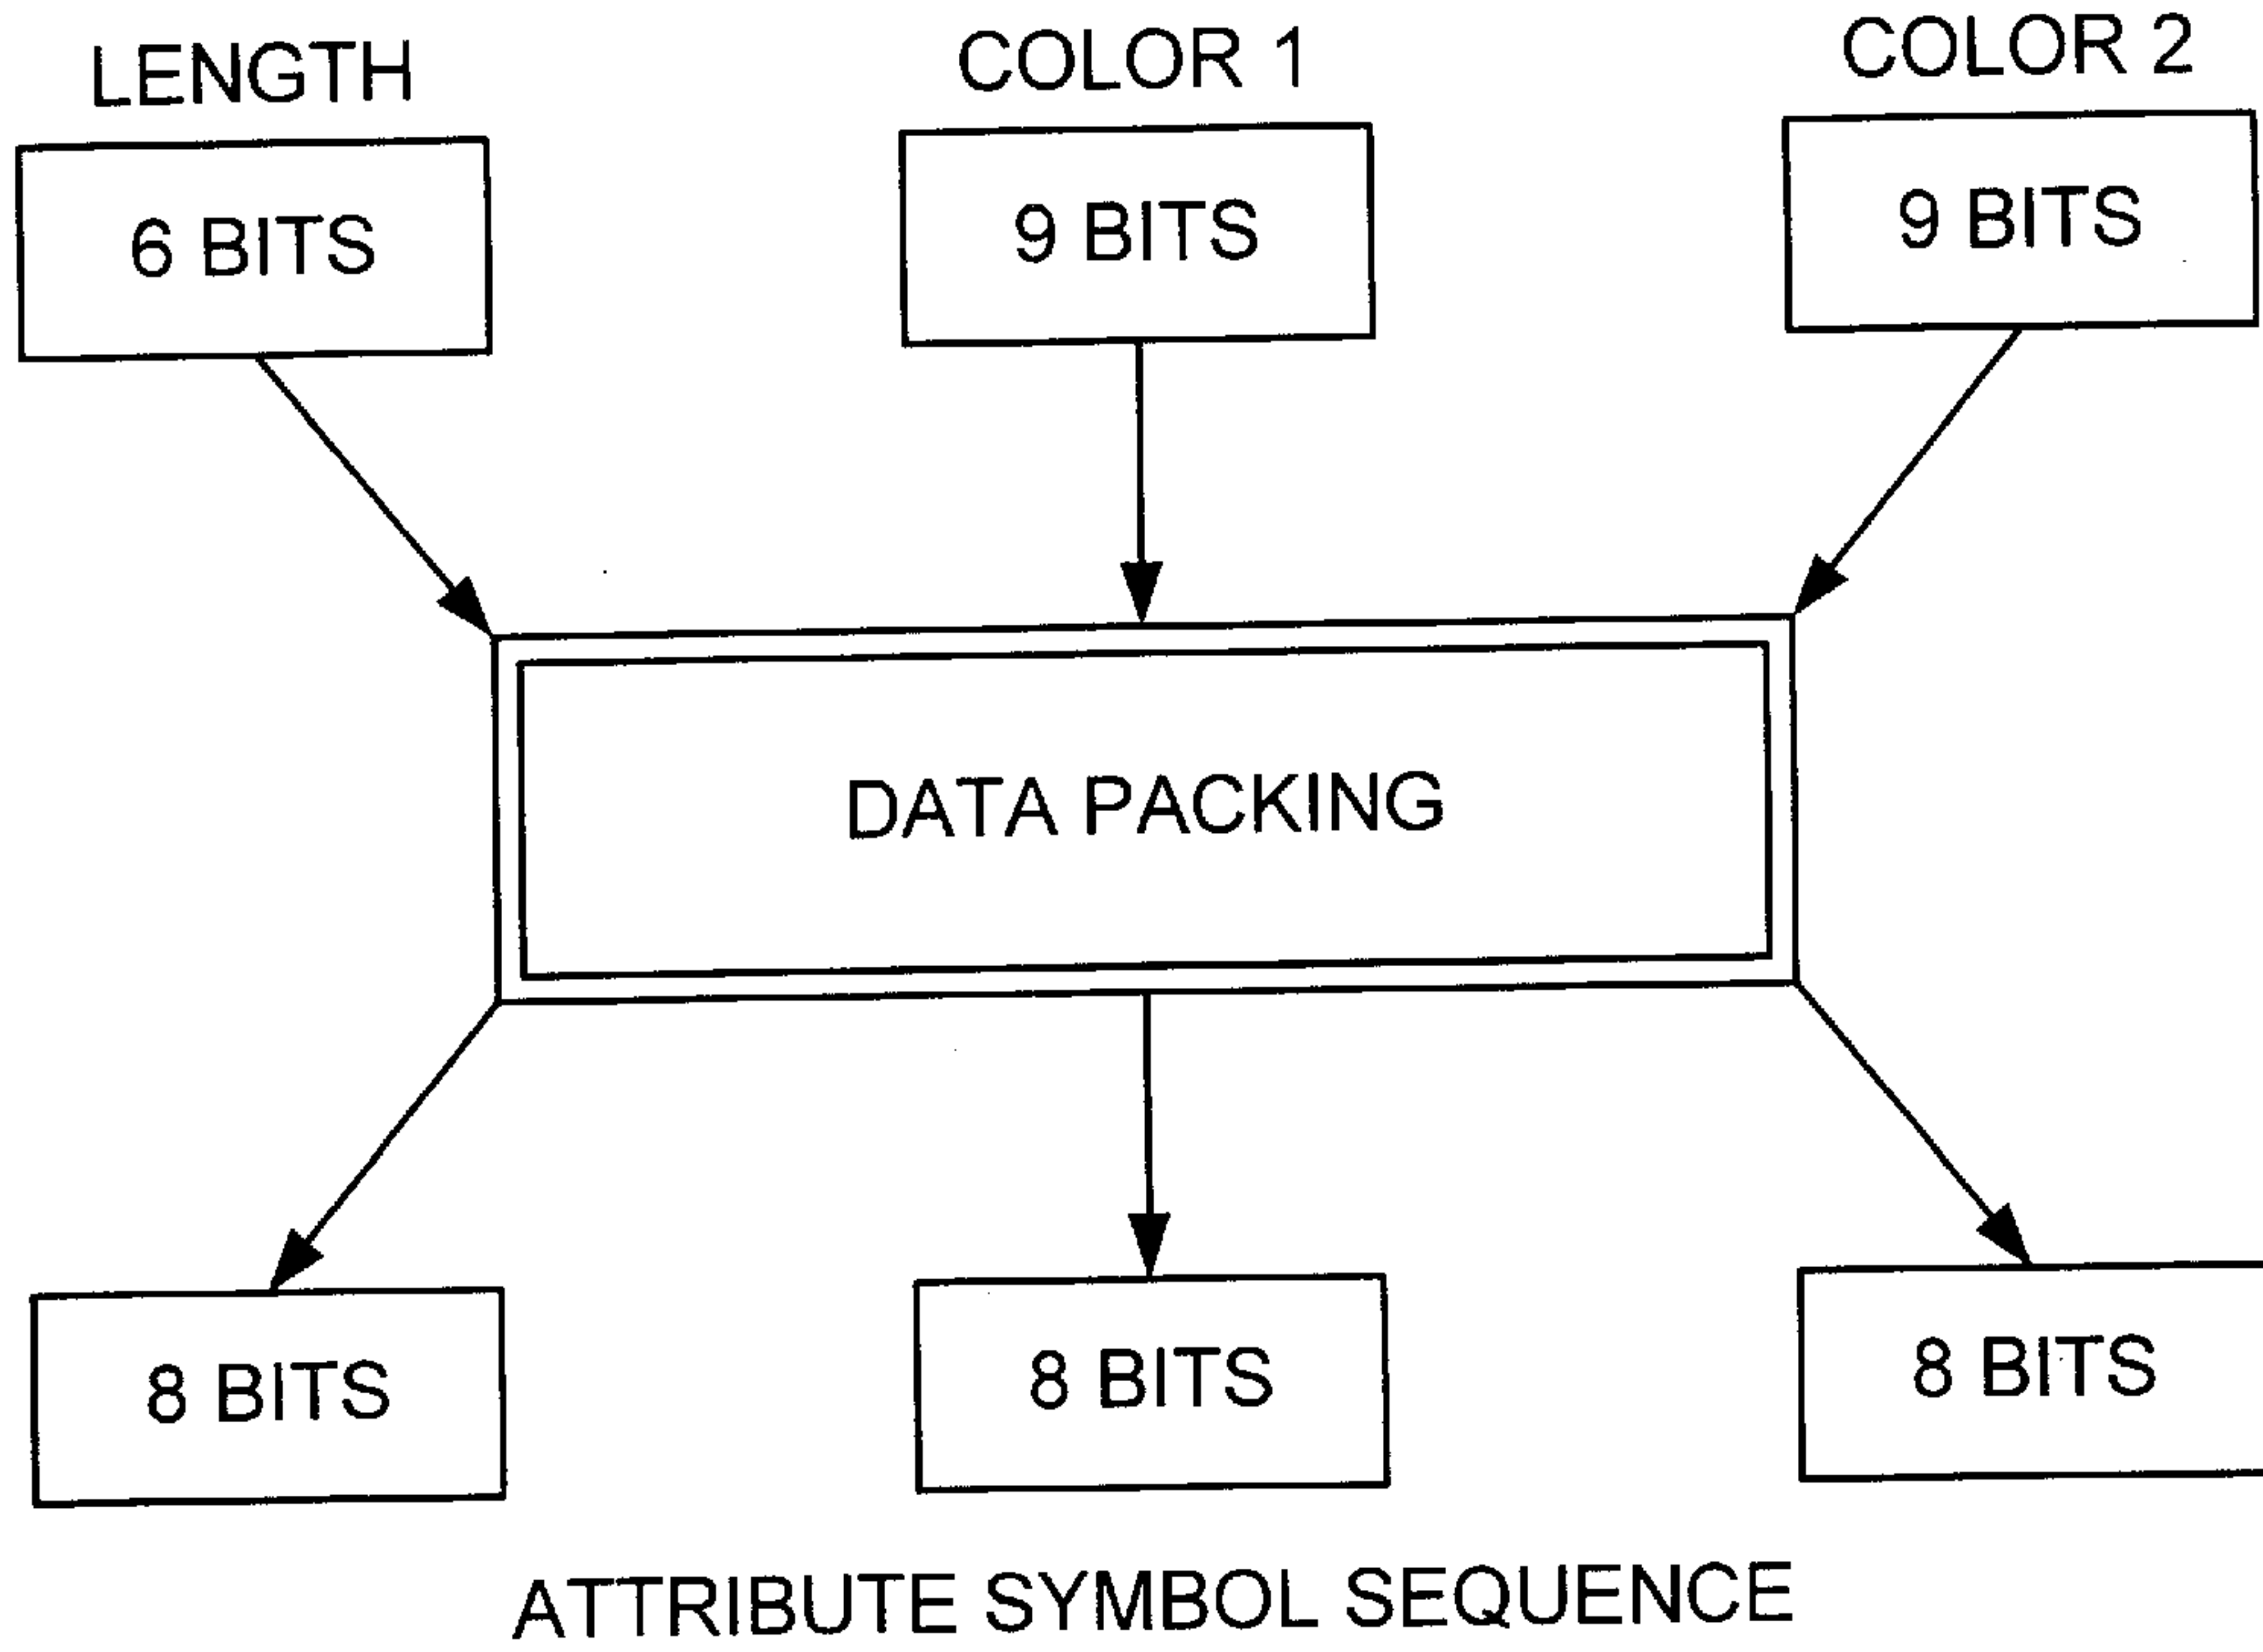 LENGTH
COLOR 1
COLOR 2
6 BITS
9 BITS
9 BITS
DATA PACKING
8 BITS
8 BITS
8 BITS
ATTRIBUTE SYMBOL SEQUENCE